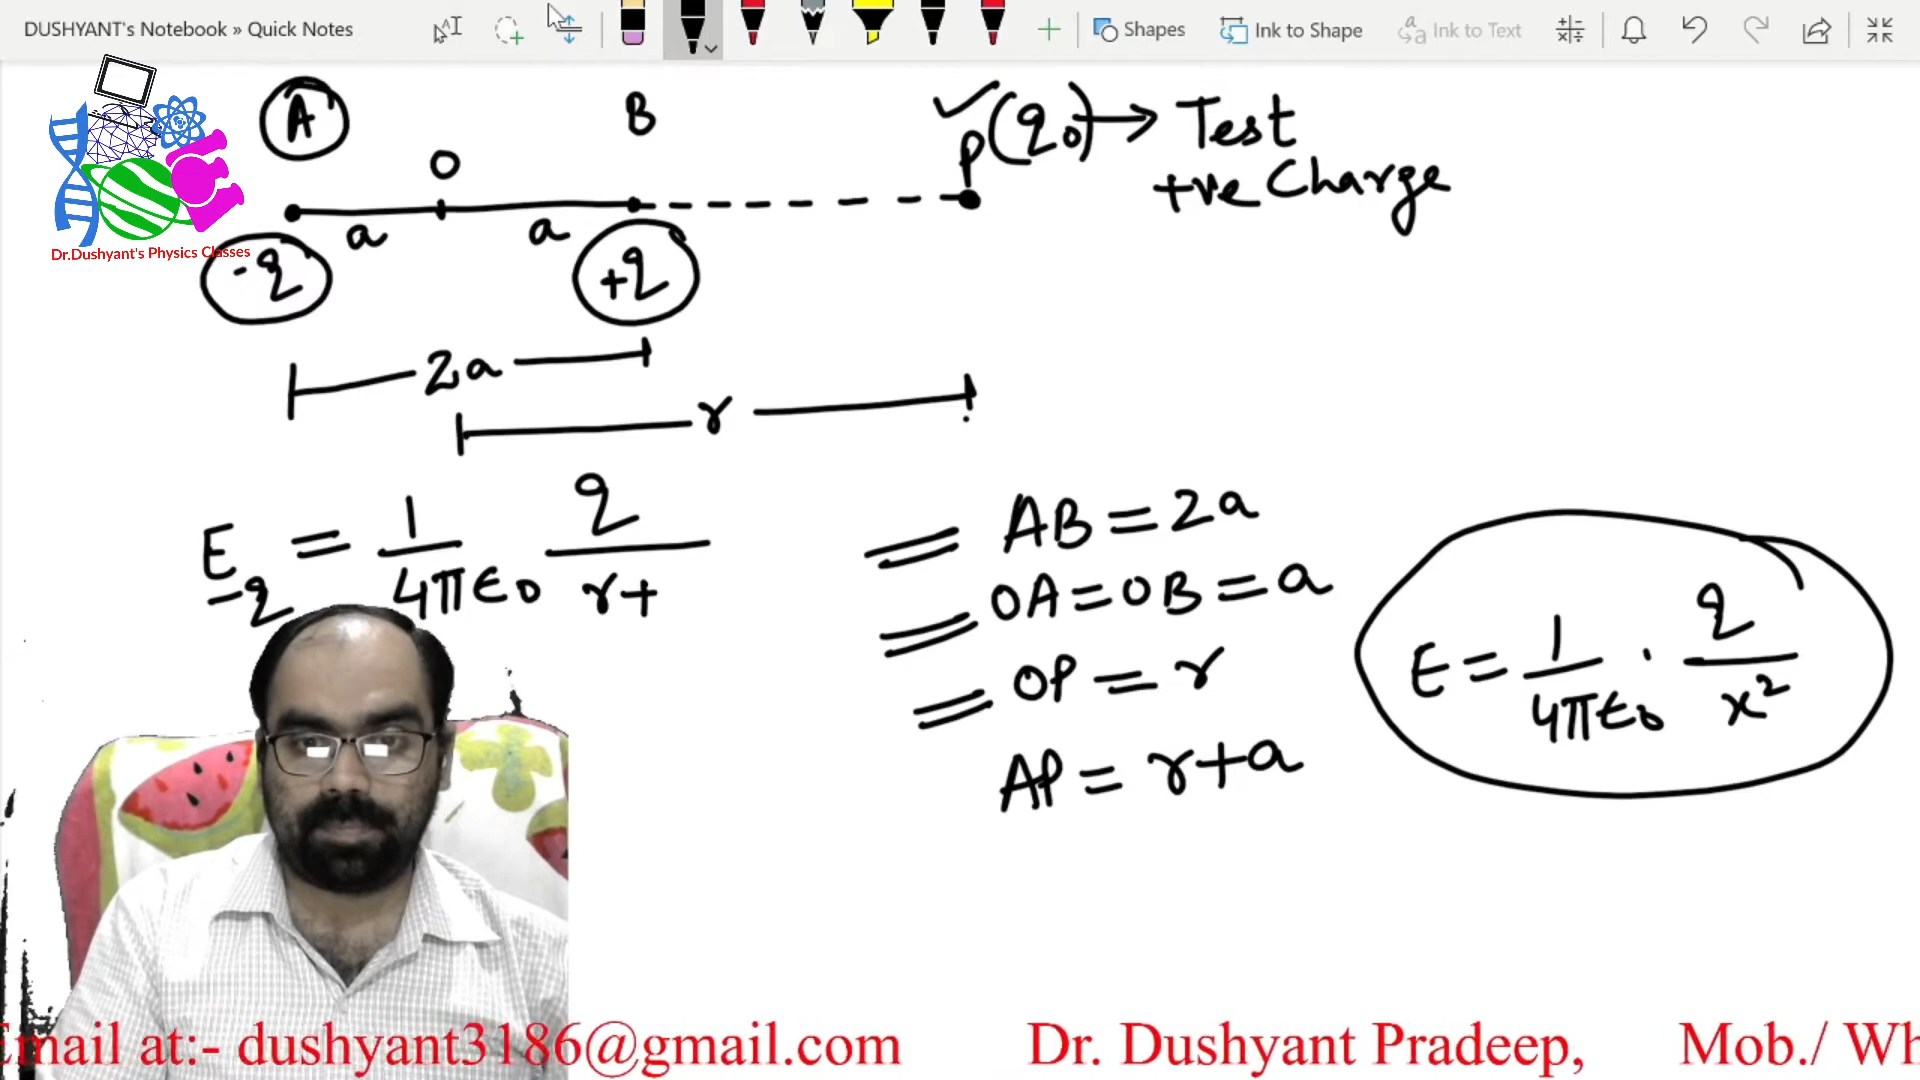 DUSHYANT's Notebook » Quick Notes
Shapes
Ink to Shape
Ink to Text
A
O
B
✓ P (q₀) → Test
+ve Charge
a
a
-q
+q
2a
r
Dr.Dushyant's Physics Classes
E₋q = 1/4πϵ₀ q/r+
AB = 2a
OA = OB = a
OP = r
AP = r+a
E = 1/4πϵ₀ · q/x²
Email at:- dushyant3186@gmail.com Dr. Dushyant Pradeep, Mob./ Wh